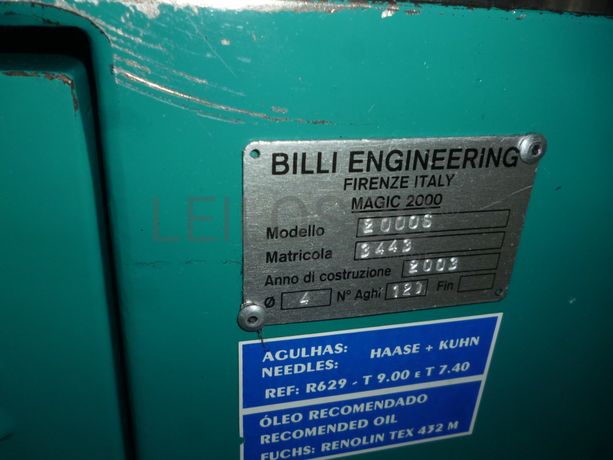 BILLI ENGINEERING
FIRENZE ITALY
MAGIC 2000
Modello 2000S
Matricola 3443
Anno di costruzione 2003
Ø 4 N° Aghi 120 Fin
LEILOS
AGULHAS: HAASE + KUHN
NEEDLES:
REF: R629 - T 9.00 E T 7.40
ÓLEO RECOMENDADO
RECOMENDED OIL
FUCHS: RENOLIN TEX 432 M